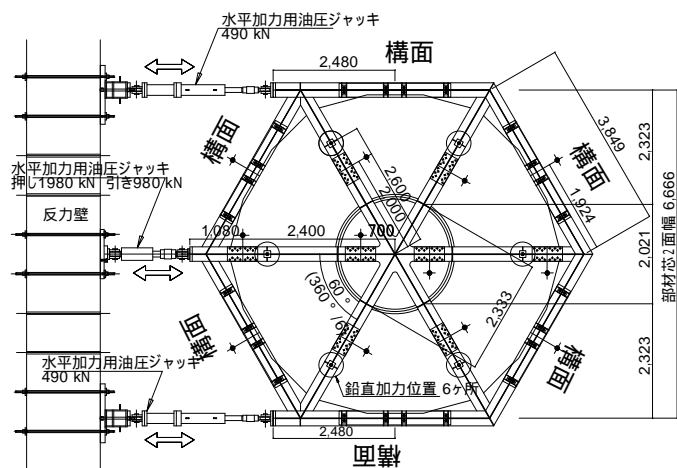 水平加力用油圧ジャッキ
490 kN
2,480
構面
構面
構面
3,849
1,924
2,323
2,021
2,323
部材芯2面幅 6,666
水平加力用油圧ジャッキ
押し1980 kN 引き980 kN
反力壁
1,080
2,400
700
2,600
2,000
60°
(360°/6)
2,333
構面
構面
水平加力用油圧ジャッキ
490 kN
鉛直加力位置 6ヶ所
2,480
構面